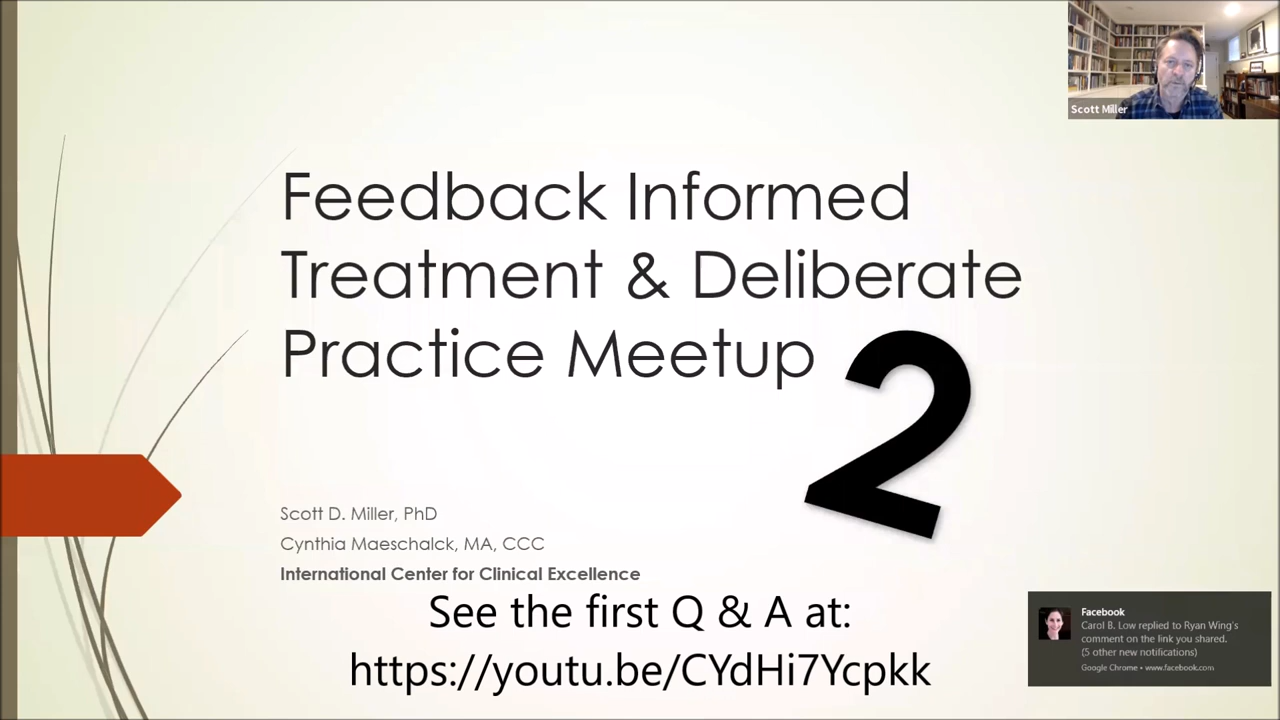 Scott Miller
Feedback Informed
Treatment & Deliberate
Practice Meetup
2
Scott D. Miller, PhD
Cynthia Maeschalck, MA, CCC
International Center for Clinical Excellence
See the first Q & A at:
https://youtu.be/CYdHi7Ycpkk
Facebook
Carol B. Low replied to Ryan Wing's
comment on the link you shared.
(5 other new notifications)
Google Chrome • www.facebook.com